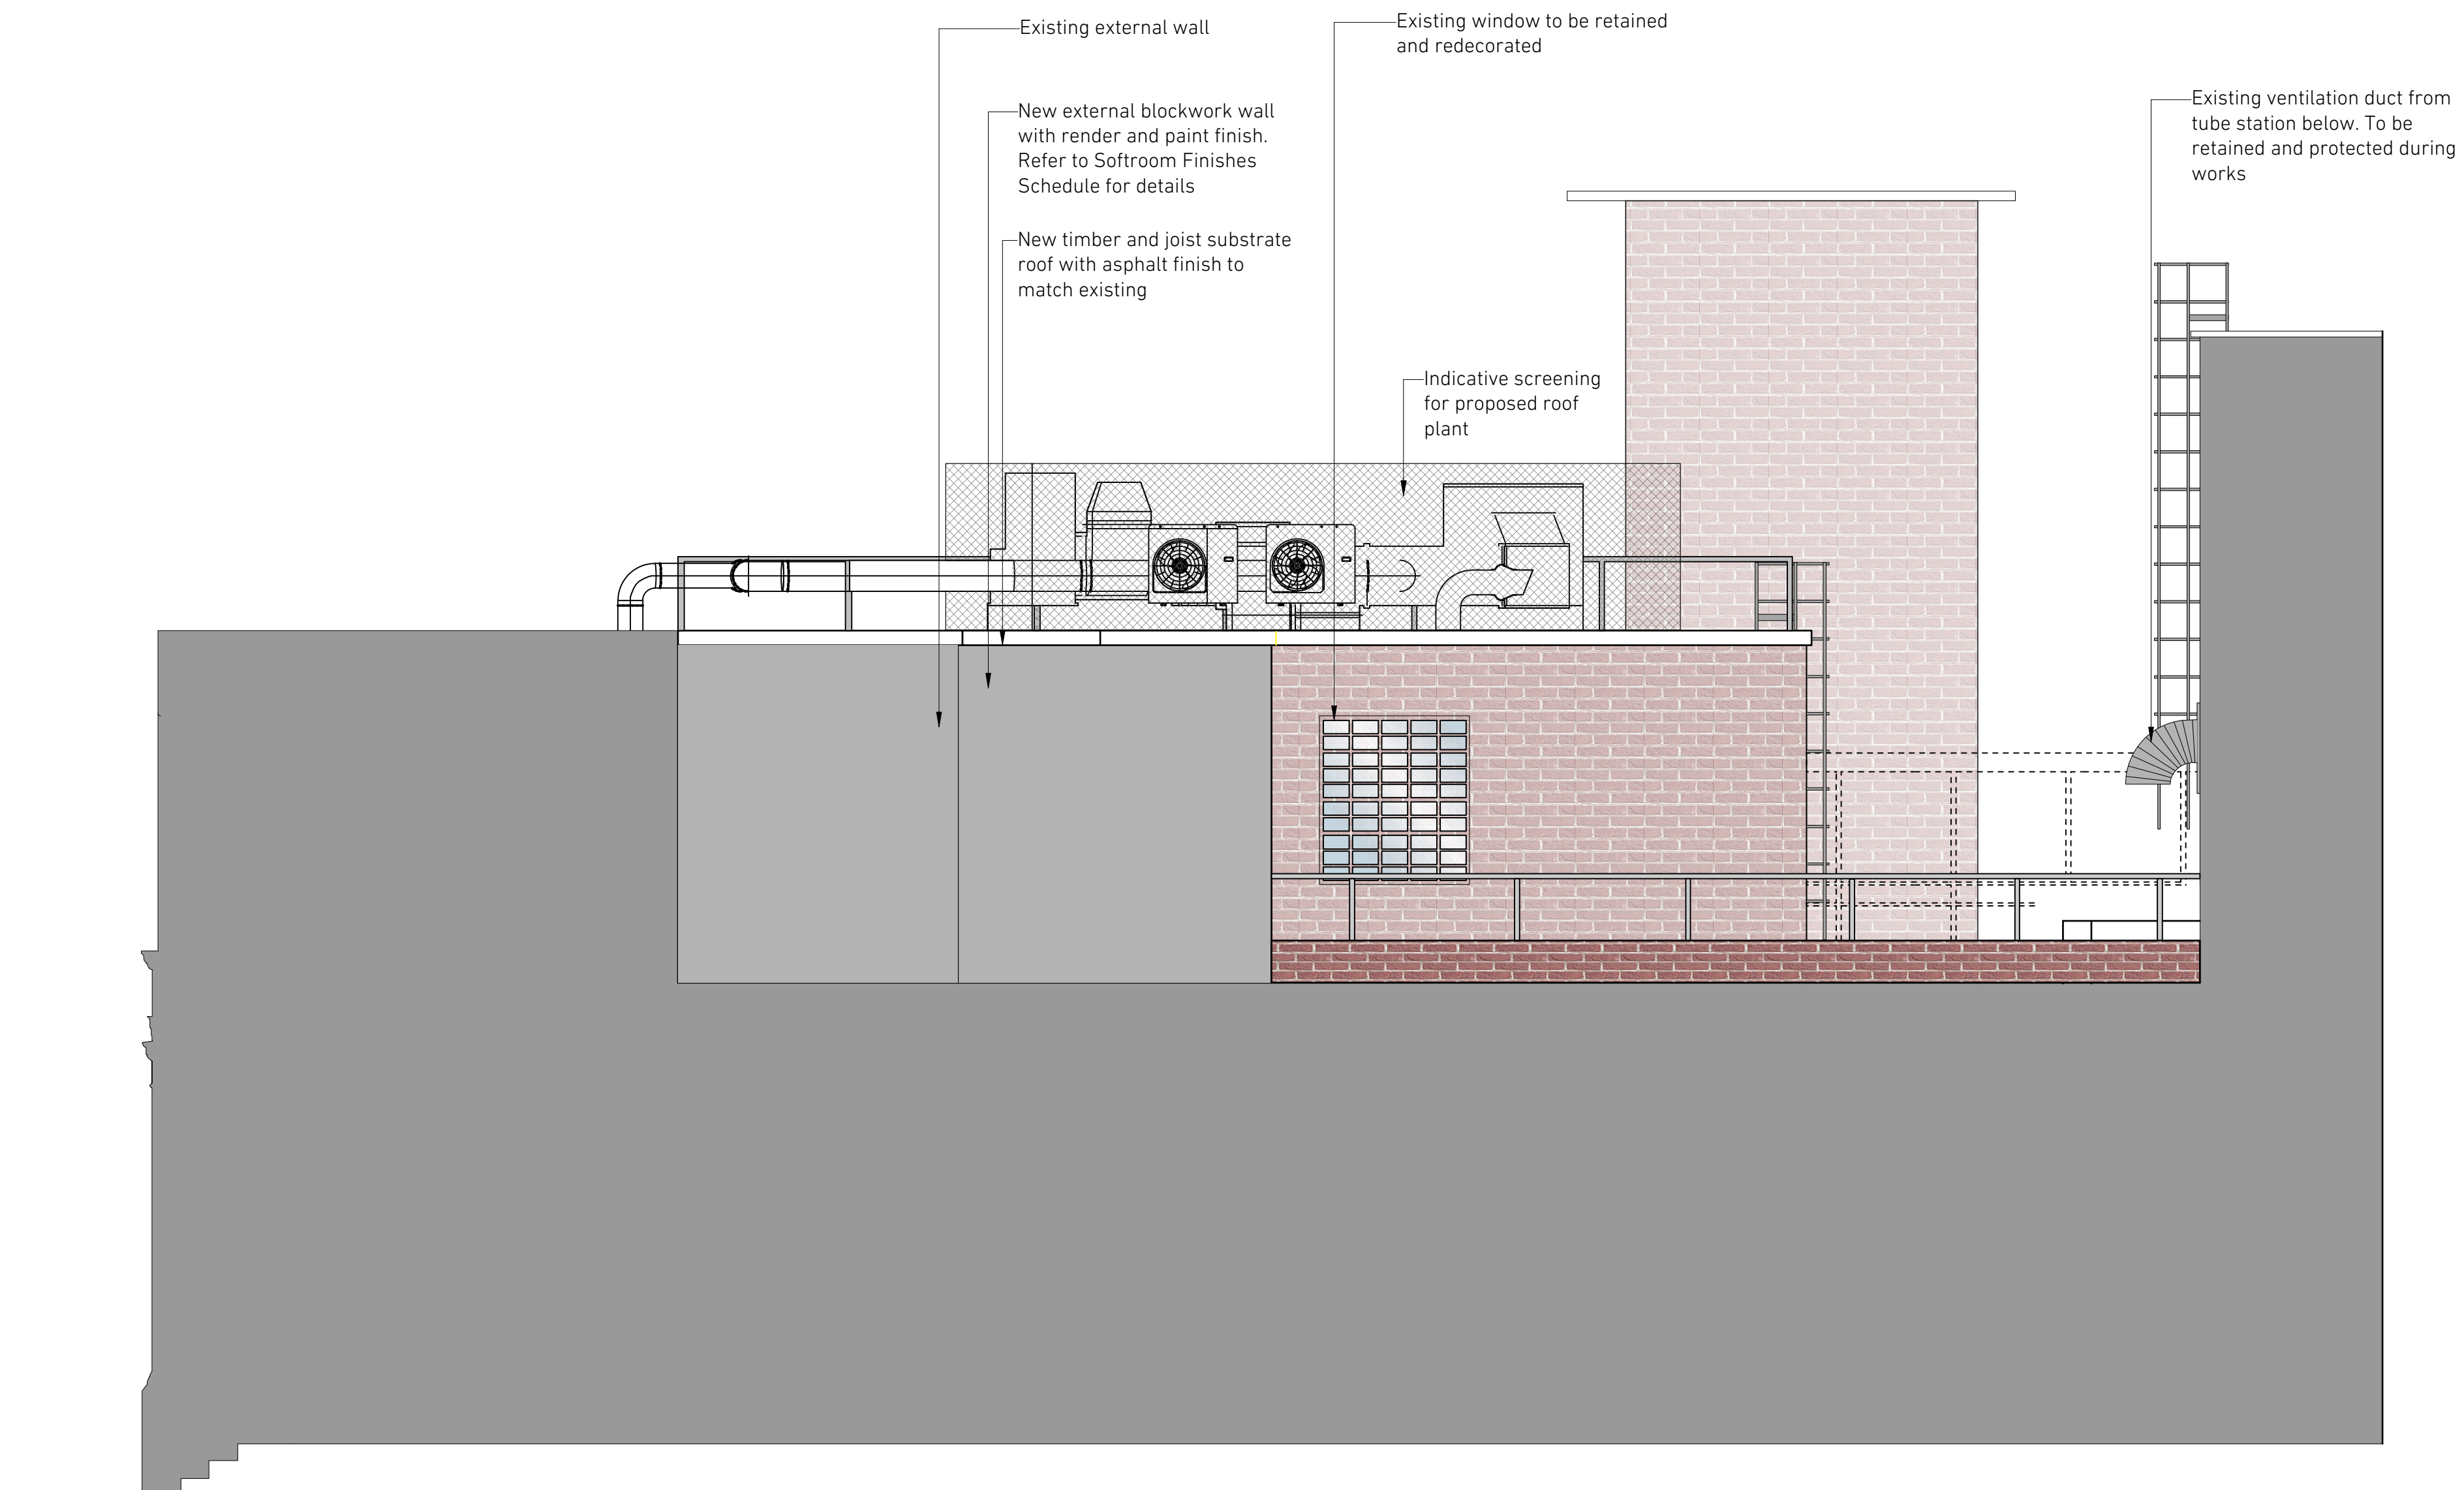 Existing external wall
Existing window to be retained
and redecorated
Existing ventilation duct from
tube station below. To be
retained and protected during
works
New external blockwork wall
with render and paint finish.
Refer to Softroom Finishes
Schedule for details
New timber and joist substrate
roof with asphalt finish to
match existing
Indicative screening
for proposed roof
plant